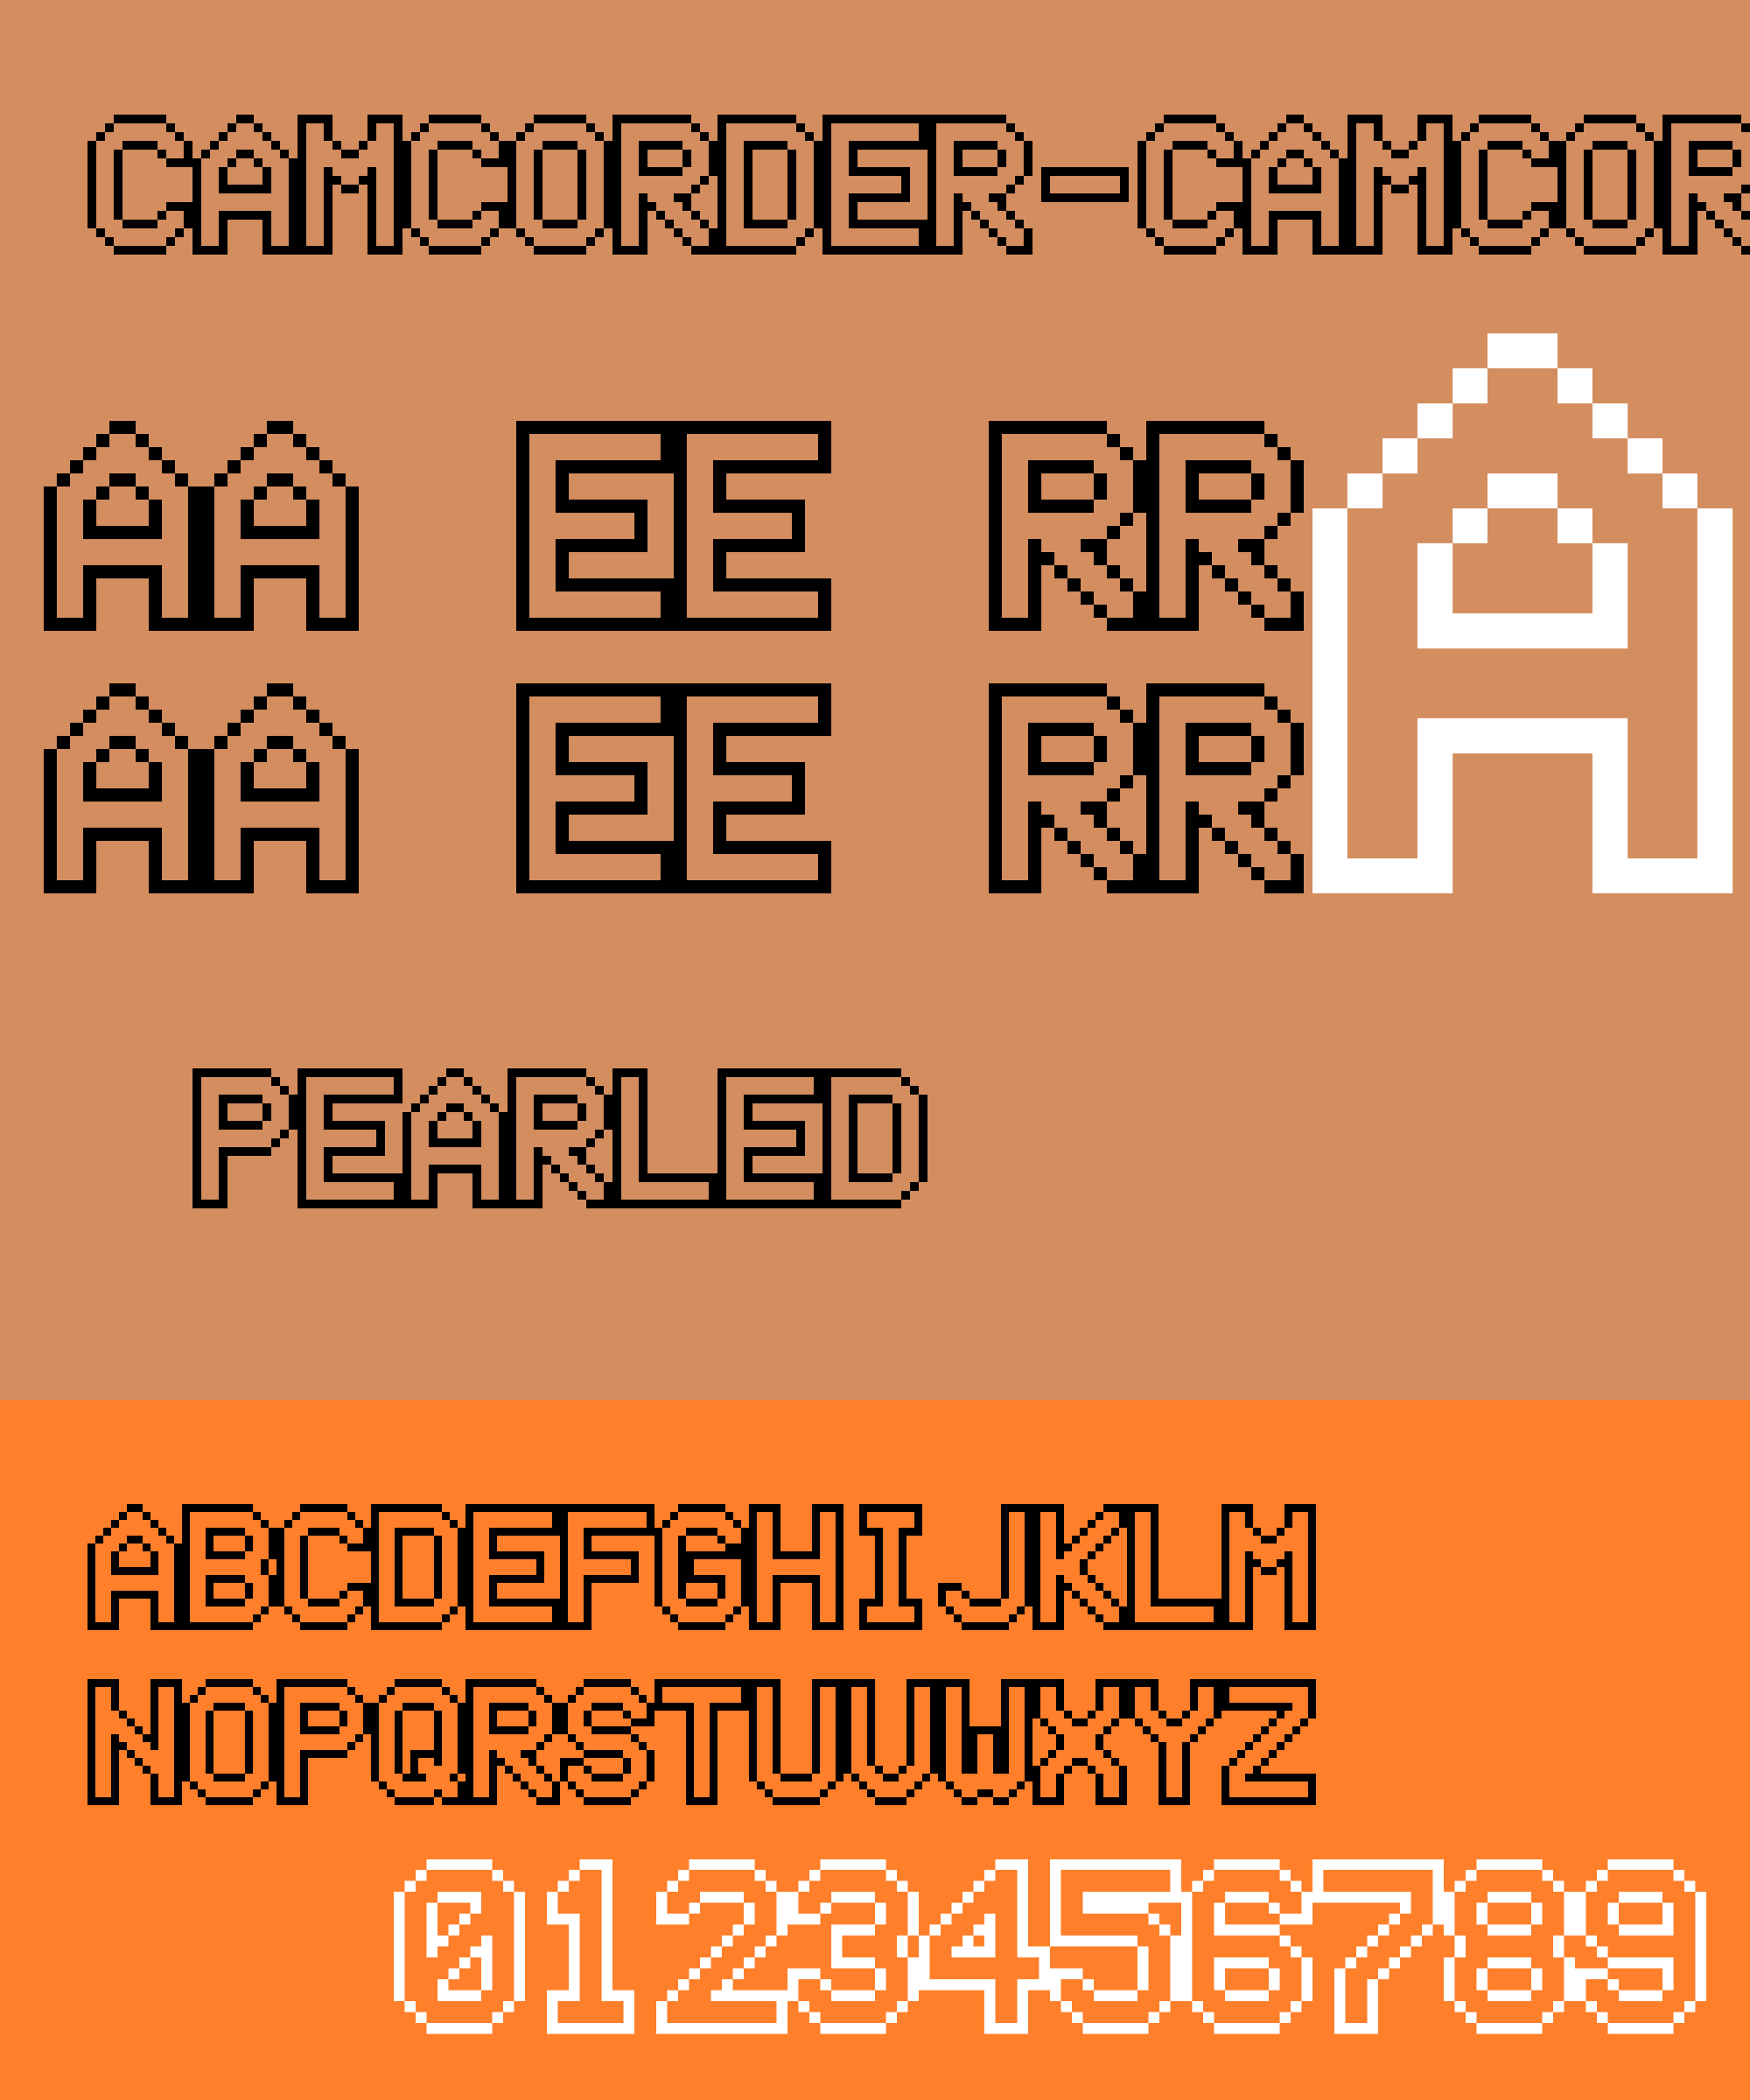 CAMCORDER-CAMCOR
AA EE RR
AA EE RR
A
PEARLED
ABCDEFGHIJKLM
NOPQRSTUVWXYZ
0123456789